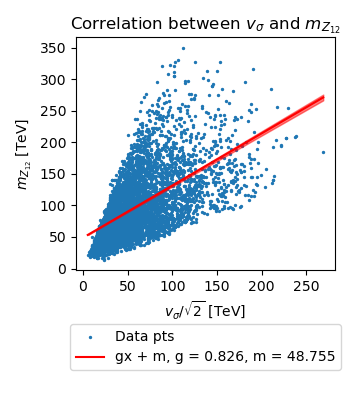 Correlation between $v_\sigma$ and $m_{Z_{12}}$
350
300
250
200
150
100
50
0
$m_{Z_{12}}$ [TeV]
0 50 100 150 200 250
$v_\sigma/\sqrt{2}$ [TeV]
Data pts
gx + m, g = 0.826, m = 48.755